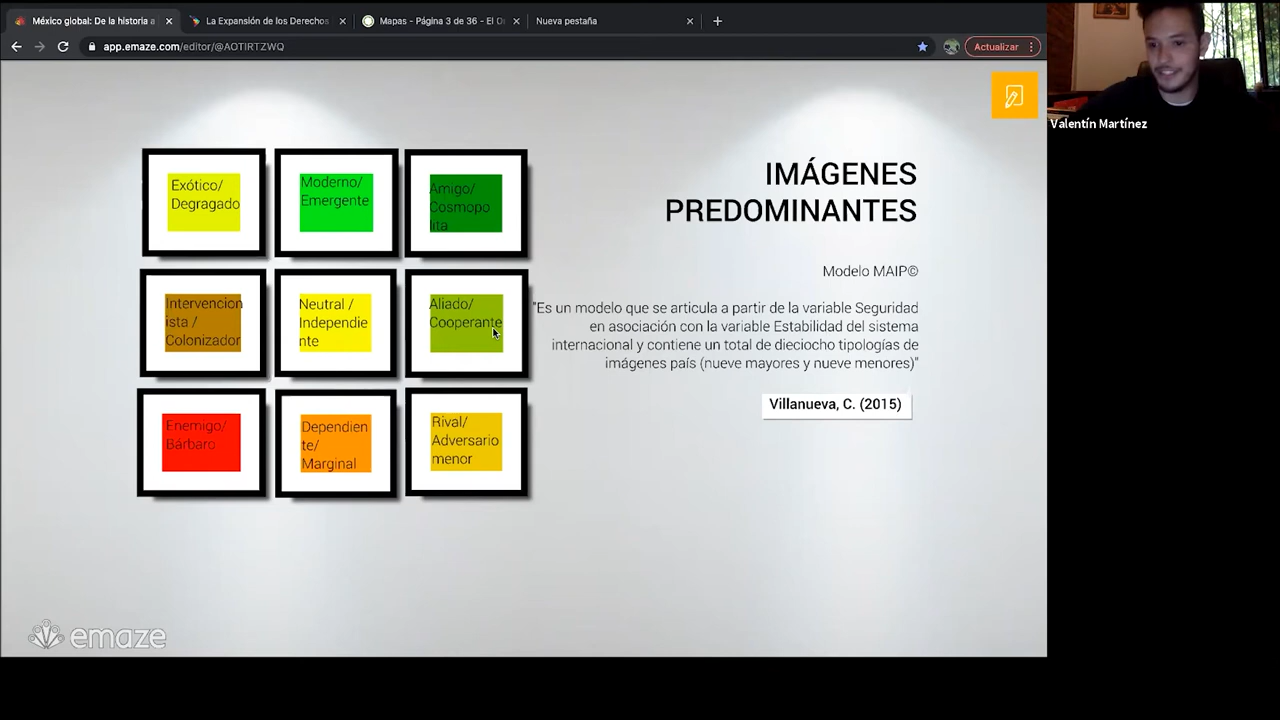 México global: De la historia a
La Expansión de los Derechos
Mapas - Página 3 de 36 - El O
Nueva pestaña
app.emaze.com/editor/@AOTIRTZWQ
Actualizar
Valentín Martínez
Exótico/
Degragado
Moderno/
Emergente
Amigo/
Cosmopo
lita
Intervencion
ista /
Colonizador
Neutral /
Independie
nte
Aliado/
Cooperante
Enemigo/
Bárbaro
Dependien
te/
Marginal
Rival/
Adversario
menor
IMÁGENES
PREDOMINANTES
Modelo MAIP©
"Es un modelo que se articula a partir de la variable Seguridad
en asociación con la variable Estabilidad del sistema
internacional y contiene un total de dieciocho tipologías de
imágenes país (nueve mayores y nueve menores)"
Villanueva, C. (2015)
emaze